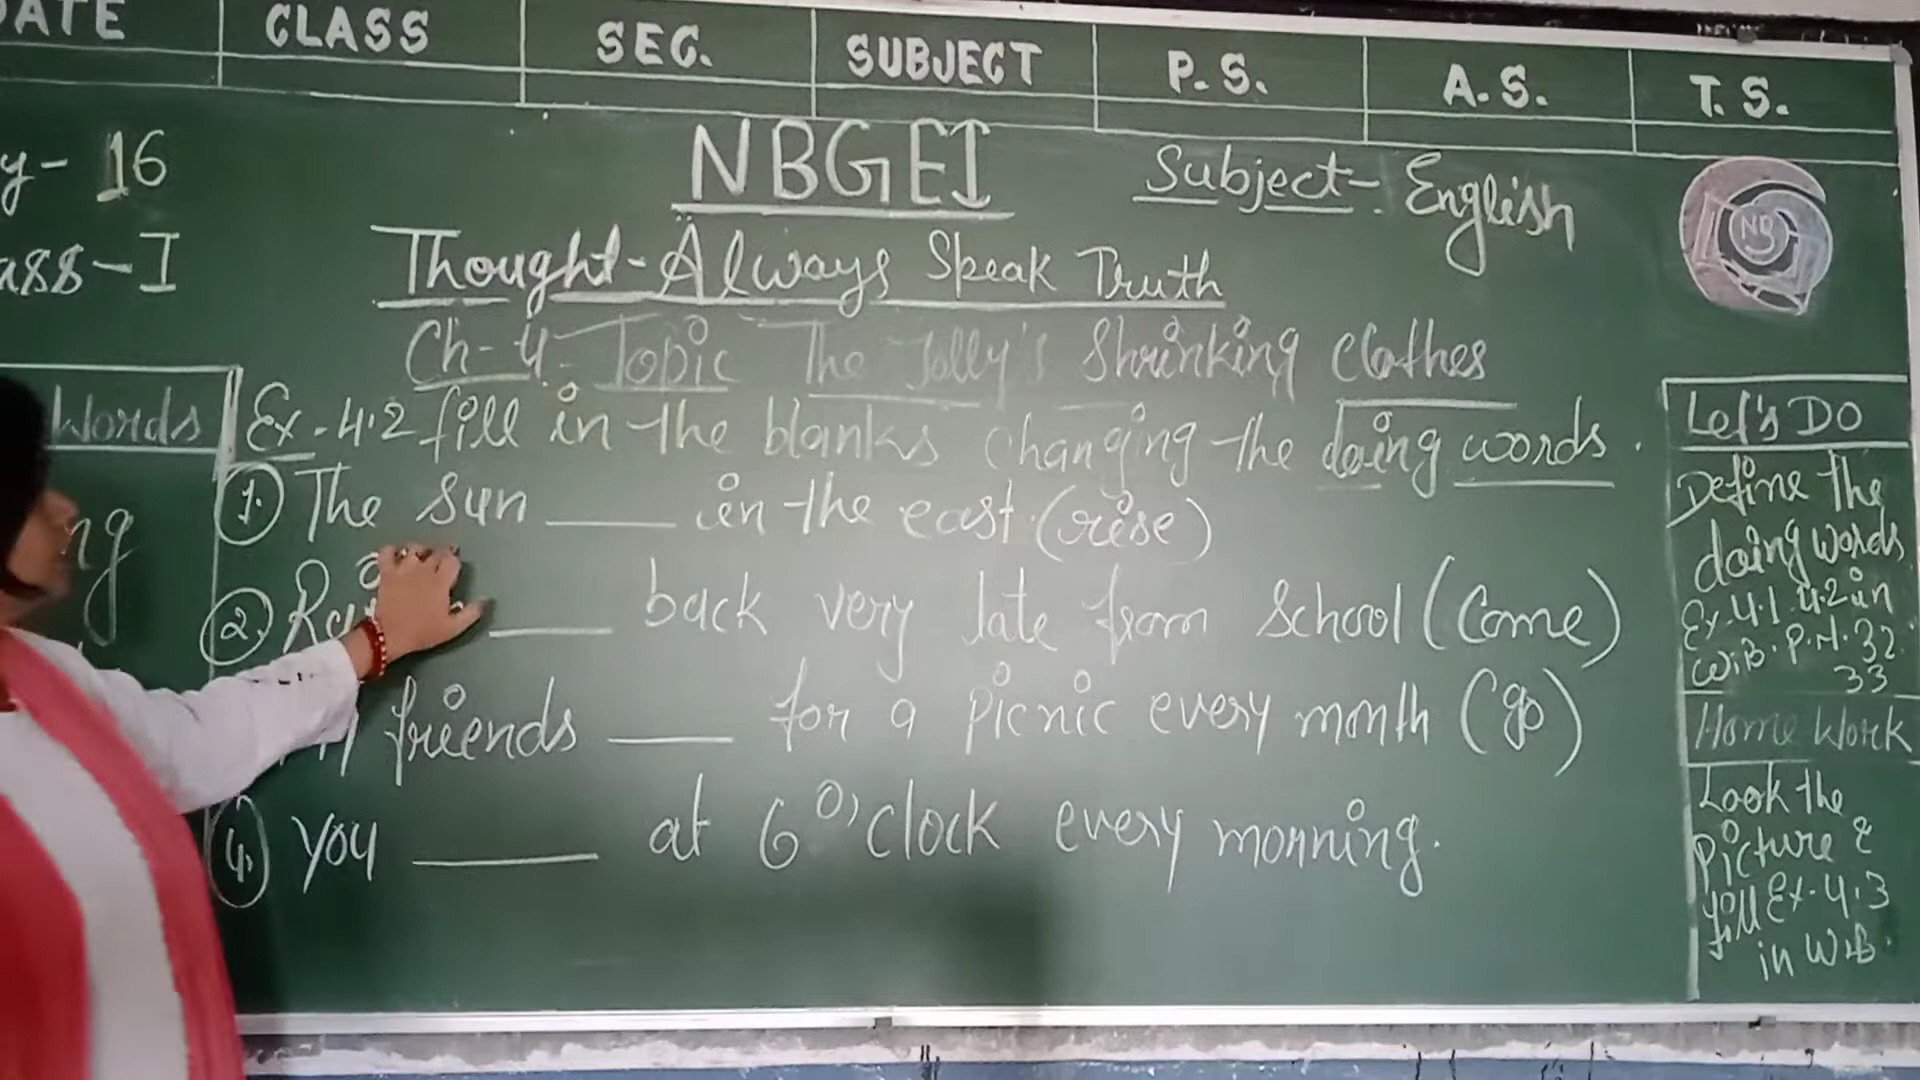 DATE CLASS SEC. SUBJECT P.S. A.S. T.S.
y- 16
NBGEI
Subject- English
ass-I
Thought- Always Speak Truth
NB
Ch-4 Topic The Jolly's Shrinking clothes
Words
Ex-4.2 fill in the blanks changing the doing words.
ng
1. The sun ____ in the east (rise)
2. ____ back very late from School (Come)
friends ____ for a picnic every month (go)
4. you ____ at 6 O'clock every morning.
Let's DO
Define the
doing words
Ex-4.1 4.2 in
W.B. P.N. 32
33
Home Work
Look the
Picture &
fill Ex-4.3
in W.B.